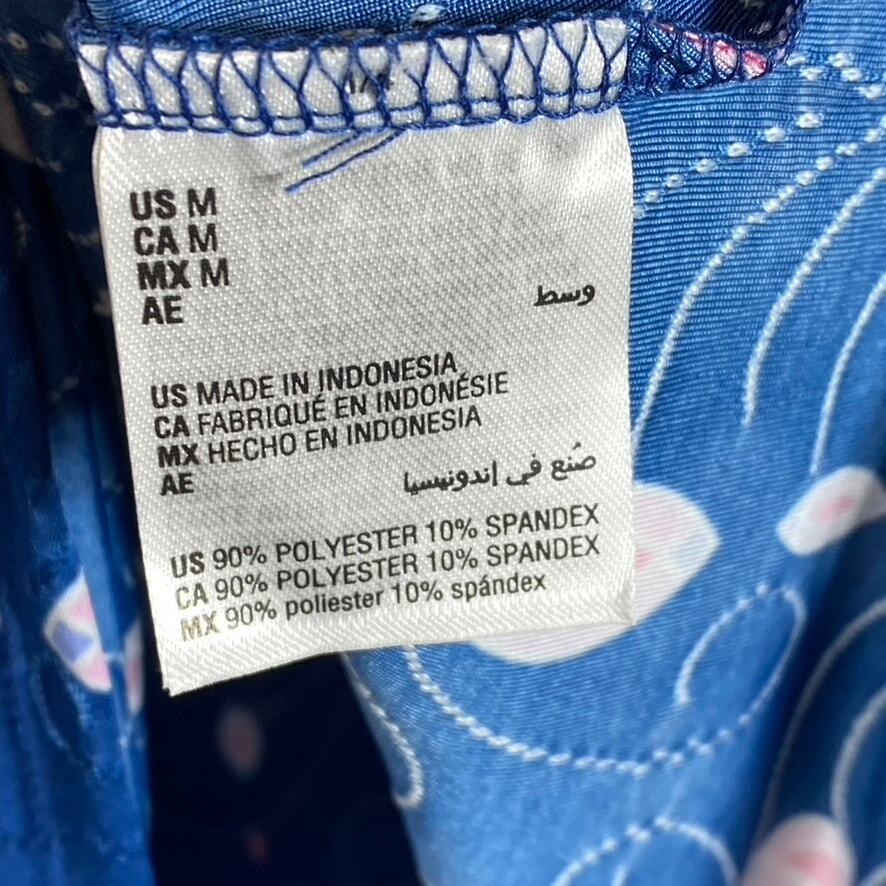 US M
CA M
MX M
AE وسط
US MADE IN INDONESIA
CA FABRIQUÉ EN INDONÉSIE
MX HECHO EN INDONESIA
AE صُنع في إندونيسيا
US 90% POLYESTER 10% SPANDEX
CA 90% POLYESTER 10% SPANDEX
MX 90% poliester 10% spándex